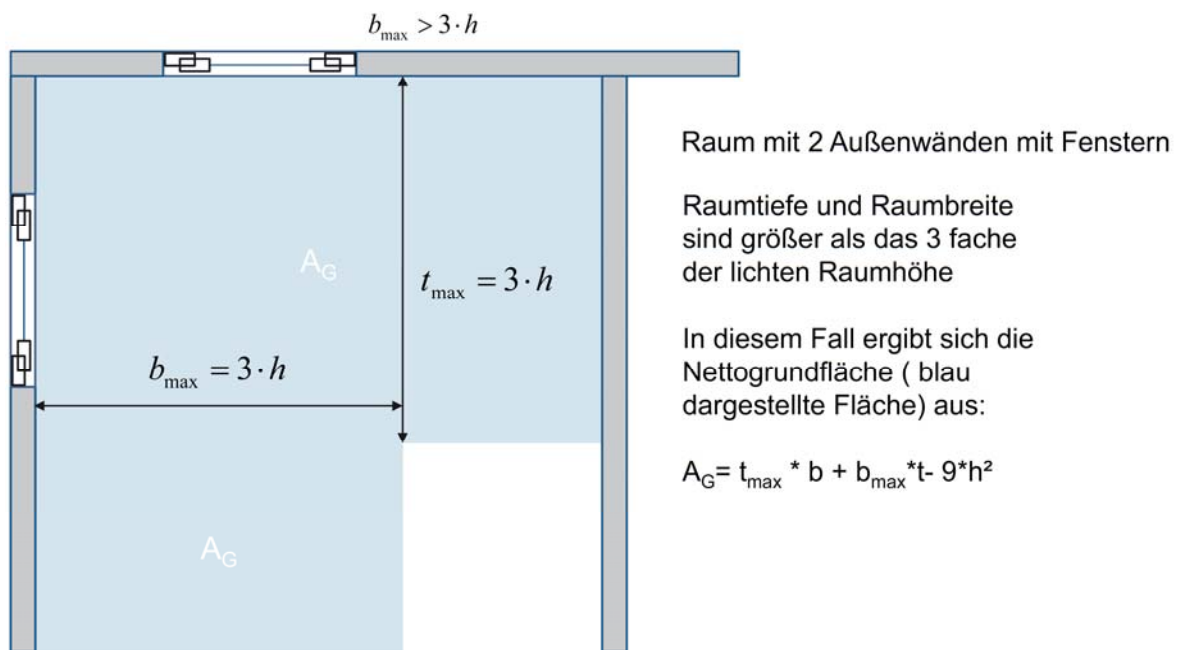 b_max > 3·h
Raum mit 2 Außenwänden mit Fenstern
Raumtiefe und Raumbreite
sind größer als das 3 fache
der lichten Raumhöhe
In diesem Fall ergibt sich die
Nettogrundfläche ( blau
dargestellte Fläche) aus:
A_G= t_max * b + b_max*t- 9*h²
A_G
t_max = 3·h
b_max = 3·h
A_G